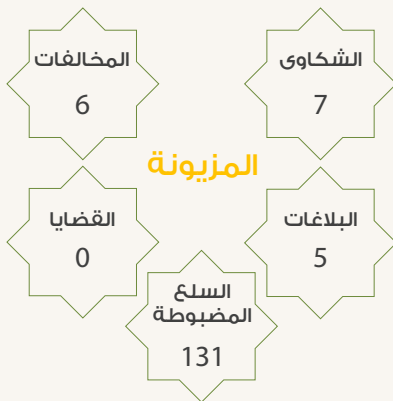 الشكاوى
7
المخالفات
6
المزيونة
البلاغات
5
القضايا
0
السلع
المضبوطة
131